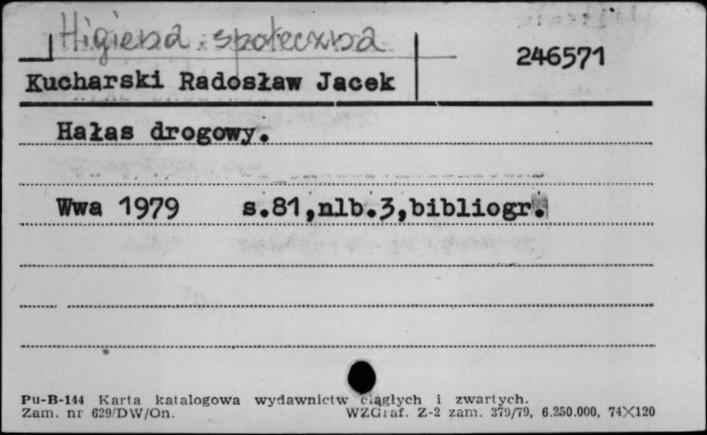 Higiena społeczna
246571
Kucharski Radosław Jacek
Hałas drogowy.
Wwa 1979 s.81,nlb.3,bibliogr.
Pu-B-144 Karta katalogowa wydawnictw ciągłych i zwartych.
Zam. nr 629/DW/On. WZGraf. Z-2 zam. 379/79, 6.250.000, 74X120